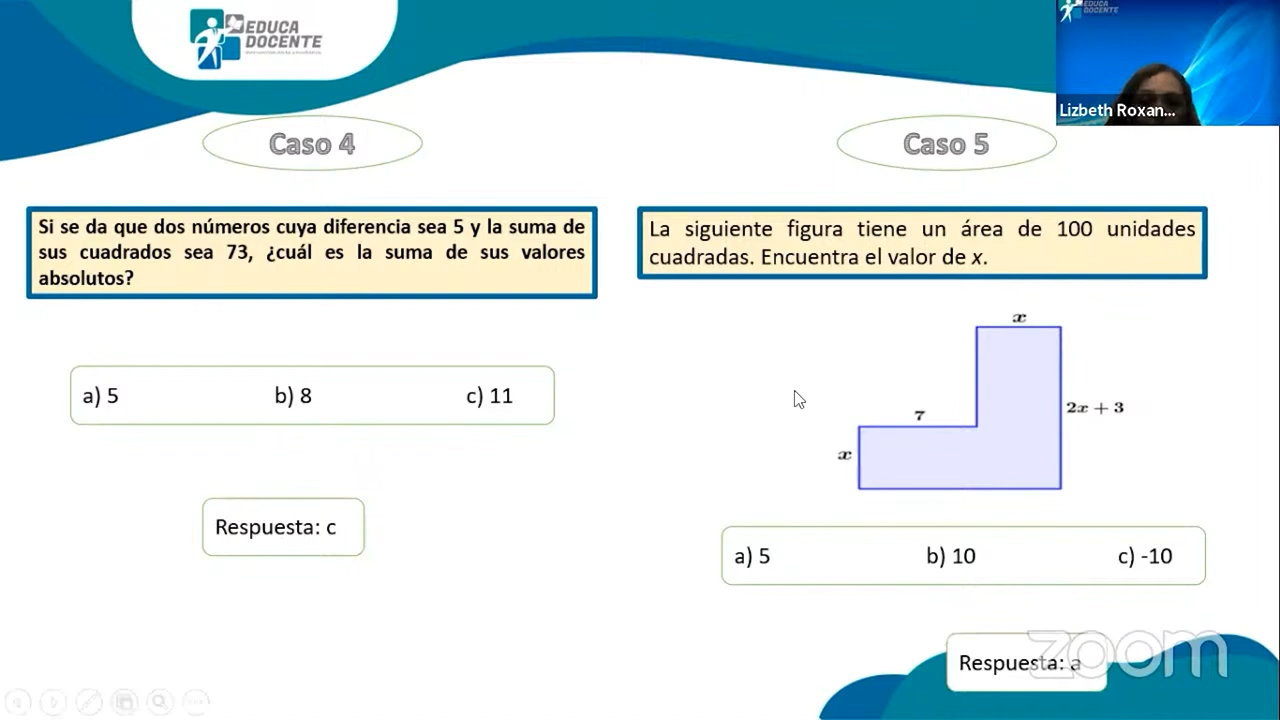 EDUCA
DOCENTE
EDUCA
DOCENTE
Lizbeth Roxan...
Caso 4
Caso 5
Si se da que dos números cuya diferencia sea 5 y la suma de
sus cuadrados sea 73, ¿cuál es la suma de sus valores
absolutos?
La siguiente figura tiene un área de 100 unidades
cuadradas. Encuentra el valor de x.
x
7
2x + 3
x
a) 5 b) 8 c) 11
Respuesta: c
a) 5 b) 10 c) -10
Respuesta: a
zoom